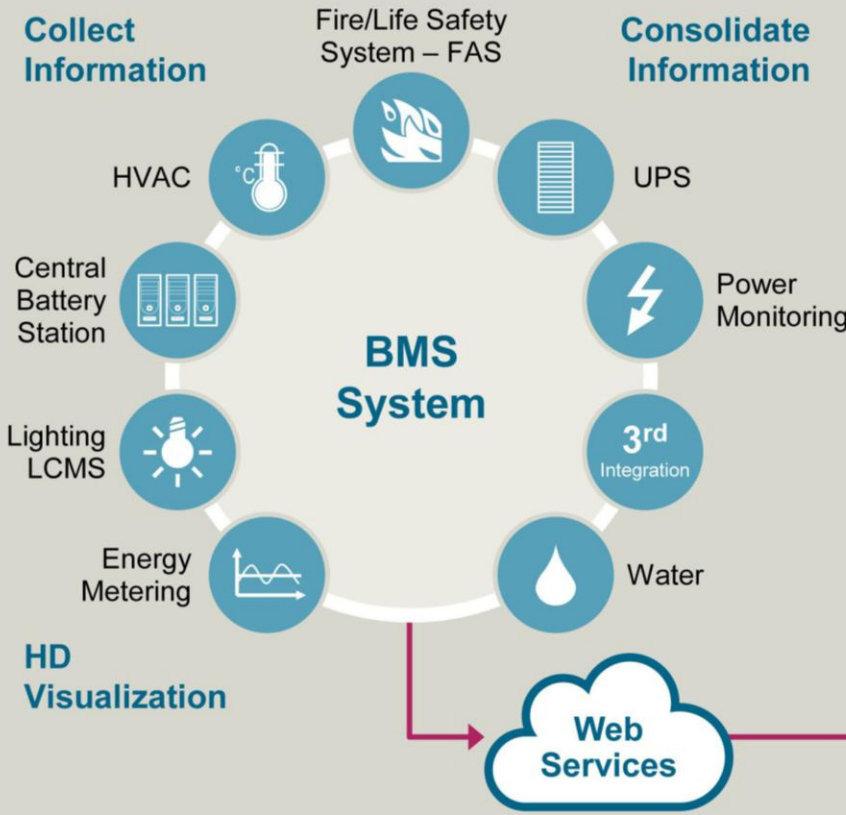 Collect
Information
Fire/Life Safety
System – FAS
Consolidate
Information
HVAC
°C
UPS
Central
Battery
Station
Power
Monitoring
BMS
System
Lighting
LCMS
3rd
Integration
Energy
Metering
Water
HD
Visualization
Web
Services